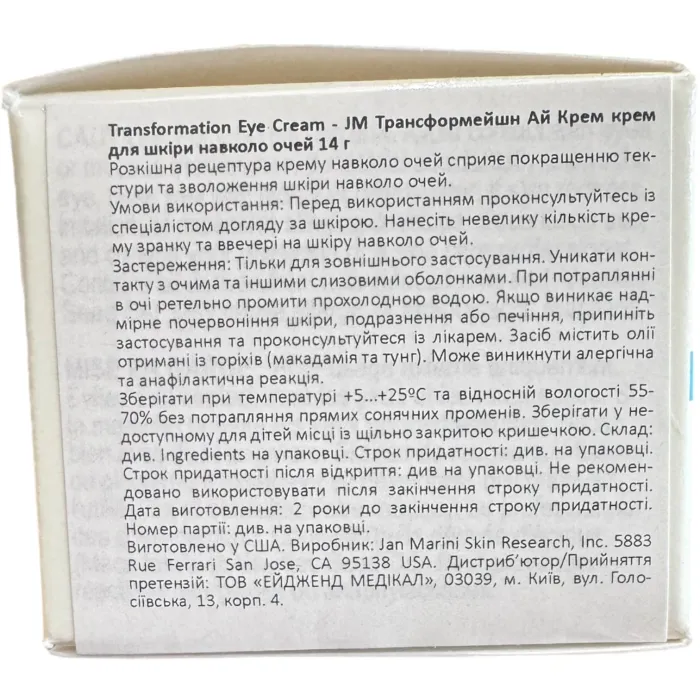 Transformation Eye Cream - JM Трансформейшн Ай Крем крем
для шкіри навколо очей 14 г
Розкішна рецептура крему навколо очей сприяє покращенню тек-
стури та зволоження шкіри навколо очей.
Умови використання: Перед використанням проконсультуйтесь із
спеціалістом догляду за шкірою. Нанесіть невелику кількість кре-
му зранку та ввечері на шкіру навколо очей.
Застереження: Тільки для зовнішнього застосування. Уникати кон-
такту з очима та іншими слизовими оболонками. При потраплянні
в очі ретельно промити прохолодною водою. Якщо виникає над-
мірне почервоніння шкіри, подразнення або печіння, припиніть
застосування та проконсультуйтеся із лікарем. Засіб містить олії
отримані із горіхів (макадамія та тунг). Може виникнути алергічна
та анафілактична реакція.
Зберігати при температурі +5...+25ºС та відносній вологості 55-
70% без потрапляння прямих сонячних променів. Зберігати у не-
доступному для дітей місці із щільно закритою кришечкою. Склад:
див. Ingredients на упаковці. Строк придатності: див. на упаковці.
Строк придатності після відкриття: див на упаковці. Не рекомен-
довано використовувати після закінчення строку придатності.
Дата виготовлення: 2 роки до закінчення строку придатності.
Номер партії: див. на упаковці.
Виготовлено у США. Виробник: Jan Marini Skin Research, Inc. 5883
Rue Ferrari San Jose, CA 95138 USA. Дистриб'ютор/Прийняття
претензій: ТОВ «ЕЙДЖЕНД МЕДІКАЛ», 03039, м. Київ, вул. Голо-
сіївська, 13, корп. 4.